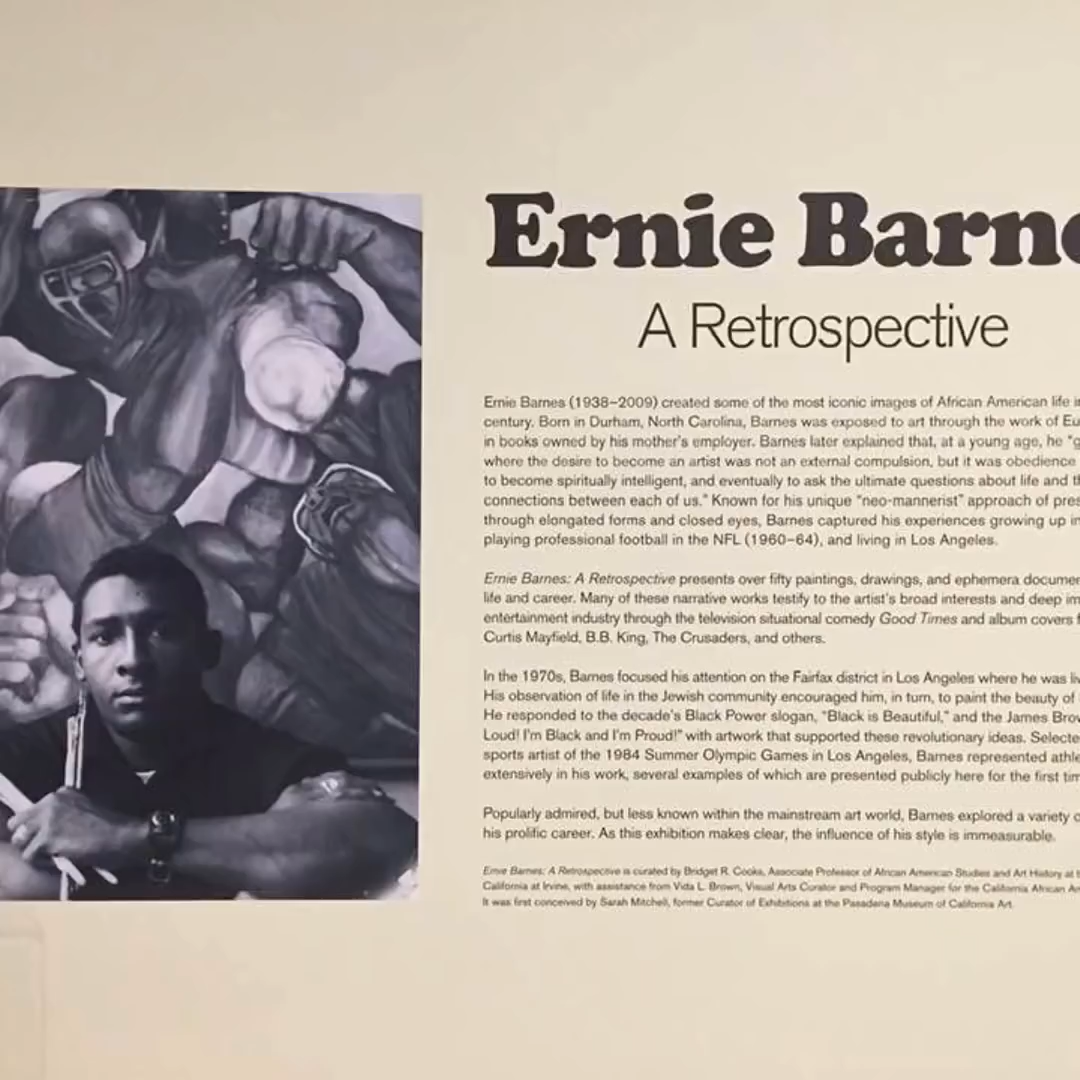 Ernie Barne
A Retrospective
Ernie Barnes (1938–2009) created some of the most iconic images of African American life i
century. Born in Durham, North Carolina, Barnes was exposed to art through the work of Eu
in books owned by his mother's employer. Barnes later explained that, at a young age, he "g
where the desire to become an artist was not an external compulsion, but it was obedience
to become spiritually intelligent, and eventually to ask the ultimate questions about life and th
connections between each of us." Known for his unique "neo-mannerist" approach of pres
through elongated forms and closed eyes, Barnes captured his experiences growing up in
playing professional football in the NFL (1960–64), and living in Los Angeles.
Ernie Barnes: A Retrospective presents over fifty paintings, drawings, and ephemera documen
life and career. Many of these narrative works testify to the artist's broad interests and deep im
entertainment industry through the television situational comedy Good Times and album covers f
Curtis Mayfield, B.B. King, The Crusaders, and others.
In the 1970s, Barnes focused his attention on the Fairfax district in Los Angeles where he was liv
His observation of life in the Jewish community encouraged him, in turn, to paint the beauty of
He responded to the decade's Black Power slogan, "Black is Beautiful," and the James Brow
Loud! I'm Black and I'm Proud!" with artwork that supported these revolutionary ideas. Selecte
sports artist of the 1984 Summer Olympic Games in Los Angeles, Barnes represented athle
extensively in his work, several examples of which are presented publicly here for the first tim
Popularly admired, but less known within the mainstream art world, Barnes explored a variety o
his prolific career. As this exhibition makes clear, the influence of his style is immeasurable.
Ernie Barnes: A Retrospective is curated by Bridget R. Cooks, Associate Professor of African American Studies and Art History at t
California at Irvine, with assistance from Vida L. Brown, Visual Arts Curator and Program Manager for the California African Am
It was first conceived by Sarah Mitchell, former Curator of Exhibitions at the Pasadena Museum of California Art.